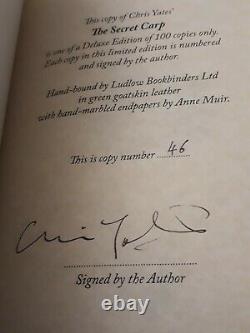 This copy of Chris Yates'
The Secret Carp
is one of a Deluxe Edition of 100 copies only.
Each copy in this limited edition is numbered
and signed by the author.
Hand-bound by Ludlow Bookbinders Ltd
in green goatskin leather
with hand-marbled endpapers by Anne Muir.
This is copy number 46
Chris Yates
Signed by the Author